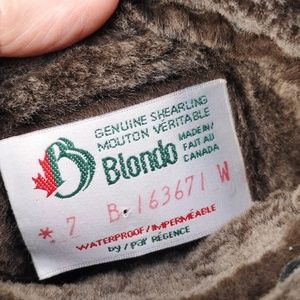 GENUINE SHEARLING
MOUTON VÉRITABLE
Blondo
MADE IN/
FAIT AU
CANADA
* 7 B-163671 W
WATERPROOF/IMPERMÉABLE
by/par RÉGENCE